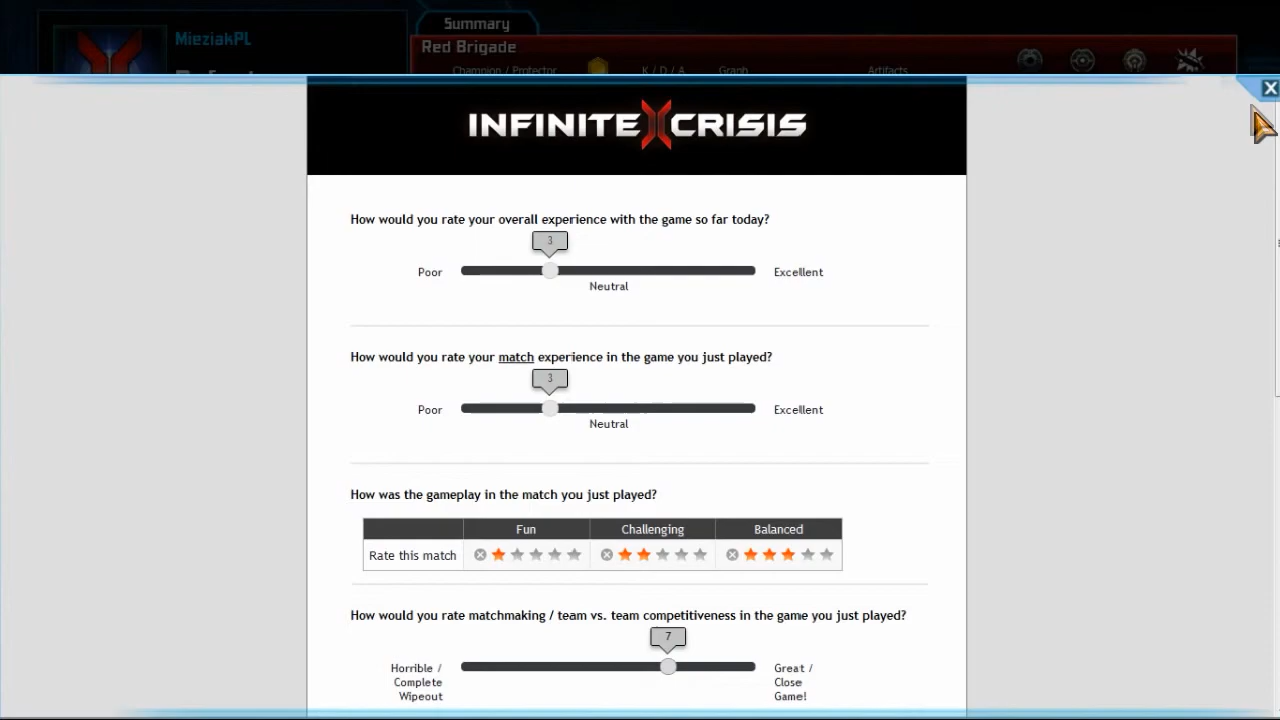 MieziakPL
Summary
Red Brigade
Champion / Protector K / D / A Graph Artifacts
INFINITE CRISIS
How would you rate your overall experience with the game so far today?
3
Poor Excellent
Neutral
How would you rate your match experience in the game you just played?
3
Poor Excellent
Neutral
How was the gameplay in the match you just played?
Fun Challenging Balanced
Rate this match
How would you rate matchmaking / team vs. team competitiveness in the game you just played?
7
Horrible / Great /
Complete Close
Wipeout Game!